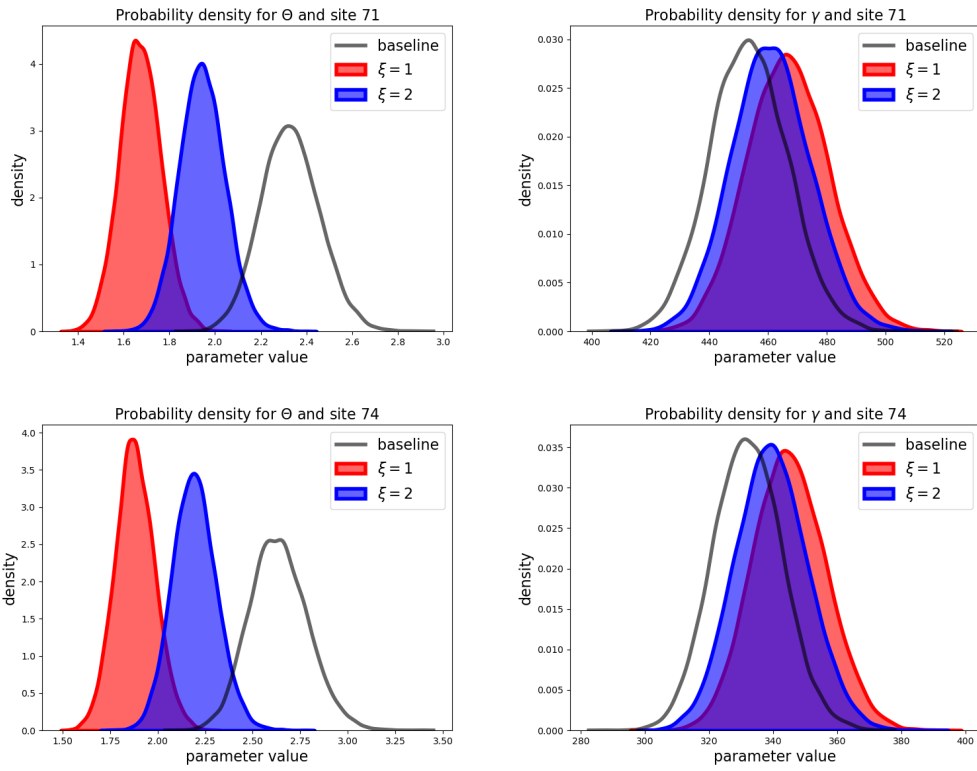 Probability density for Θ and site 71
density
4
3
2
1
0
baseline
ξ = 1
ξ = 2
1.4 1.6 1.8 2.0 2.2 2.4 2.6 2.8 3.0
parameter value
Probability density for γ and site 71
density
0.030
0.025
0.020
0.015
0.010
0.005
0.000
baseline
ξ = 1
ξ = 2
400 420 440 460 480 500 520
parameter value
Probability density for Θ and site 74
density
4.0
3.5
3.0
2.5
2.0
1.5
1.0
0.5
0.0
baseline
ξ = 1
ξ = 2
1.50 1.75 2.00 2.25 2.50 2.75 3.00 3.25 3.50
parameter value
Probability density for γ and site 74
density
0.035
0.030
0.025
0.020
0.015
0.010
0.005
0.000
baseline
ξ = 1
ξ = 2
280 300 320 340 360 380 400
parameter value